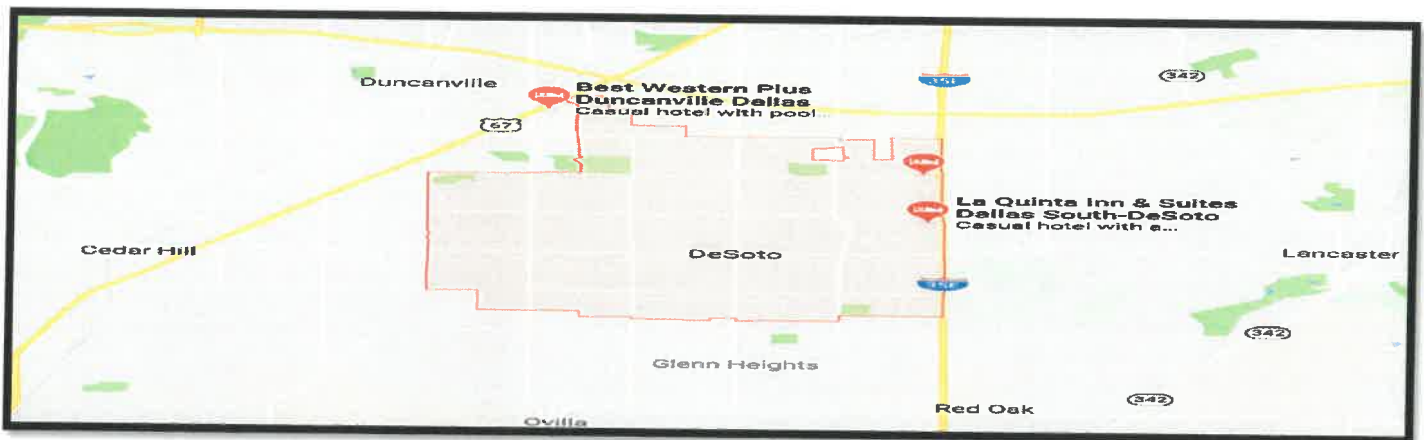 Duncanville
Best Western Plus
Duncanville Dallas
Casual hotel with pool...
35E
342
67
La Quinta Inn & Suites
Dallas South-DeSoto
Casual hotel with a...
Cedar Hill
DeSoto
Lancaster
35E
342
Glenn Heights
342
Red Oak
Ovilla